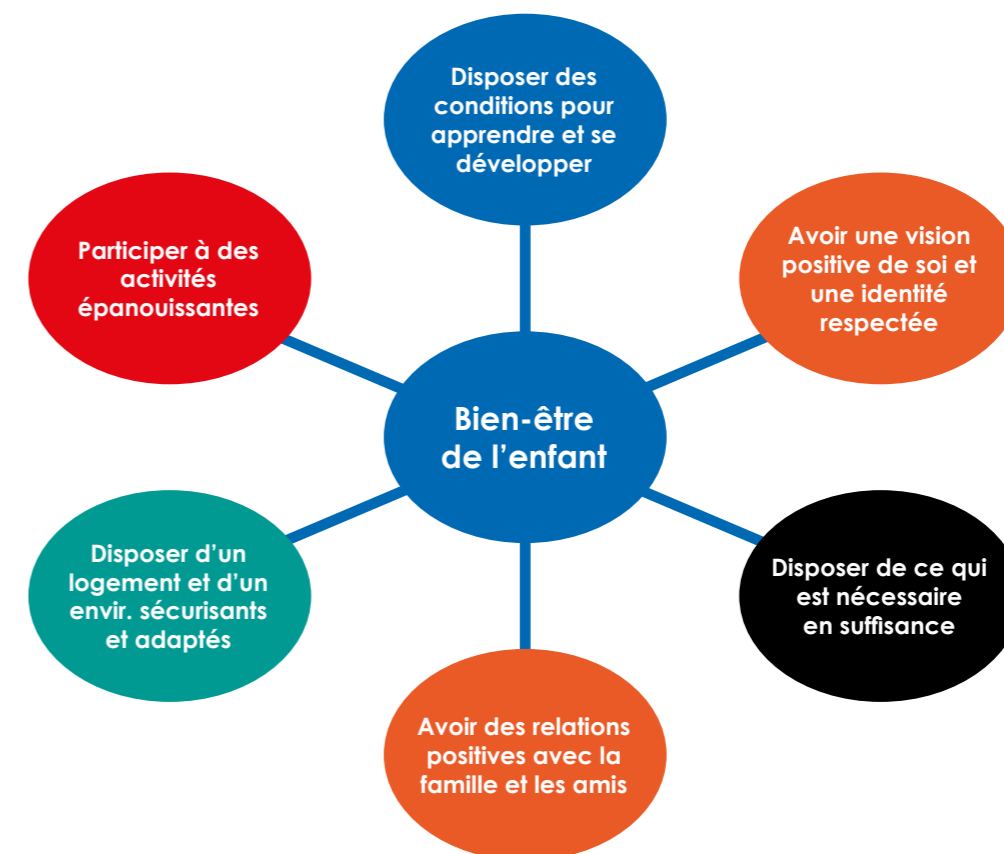 Disposer des
conditions pour
apprendre et se
développer
Participer à des
activités
épanouissantes
Avoir une vision
positive de soi et
une identité
respectée
Bien-être
de l’enfant
Disposer d’un
logement et d’un
envir. sécurisants
et adaptés
Disposer de ce qui
est nécessaire
en suffisance
Avoir des relations
positives avec la
famille et les amis